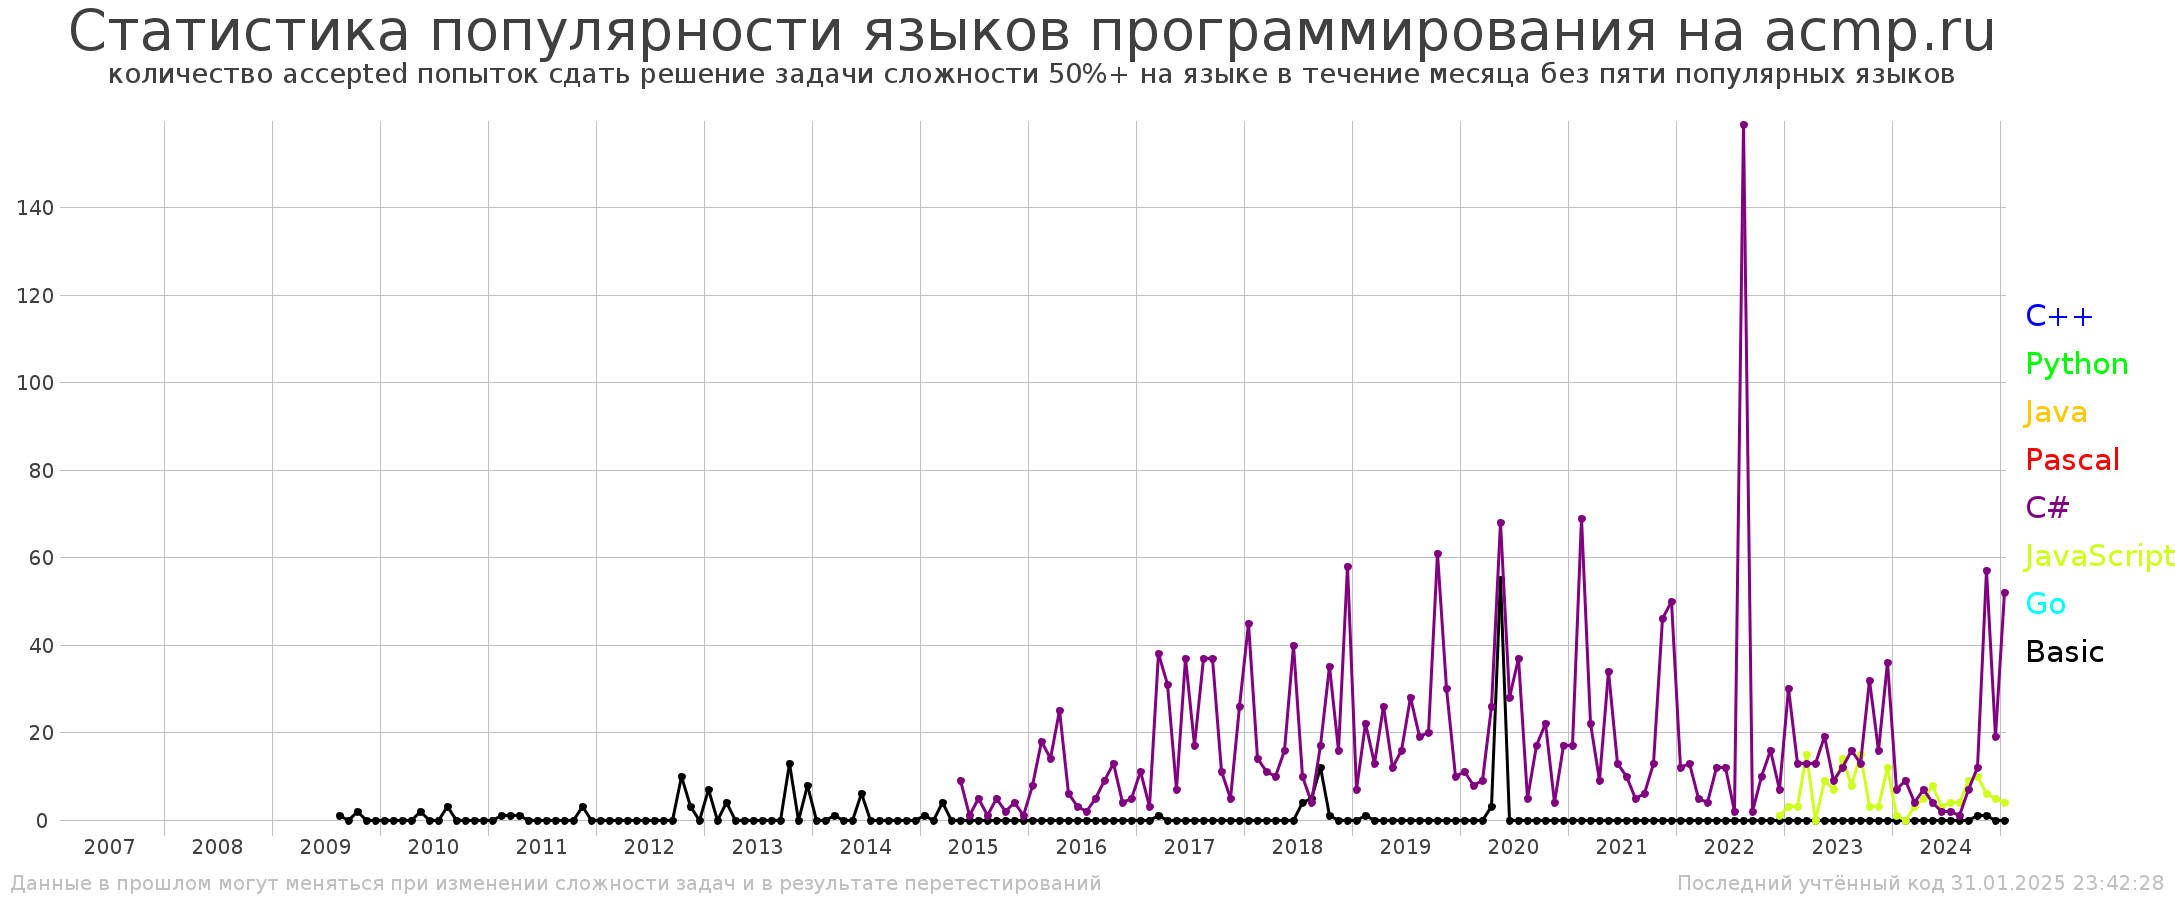 Статистика популярности языков программирования на acmp.ru
количество accepted попыток сдать решение задачи сложности 50%+ на языке в течение месяца без пяти популярных языков
140
120
100
80
60
40
20
0
2007 2008 2009 2010 2011 2012 2013 2014 2015 2016 2017 2018 2019 2020 2021 2022 2023 2024
C++
Python
Java
Pascal
C#
JavaScript
Go
Basic
Данные в прошлом могут меняться при изменении сложности задач и в результате перетестирований
Последний учтённый код 31.01.2025 23:42:28